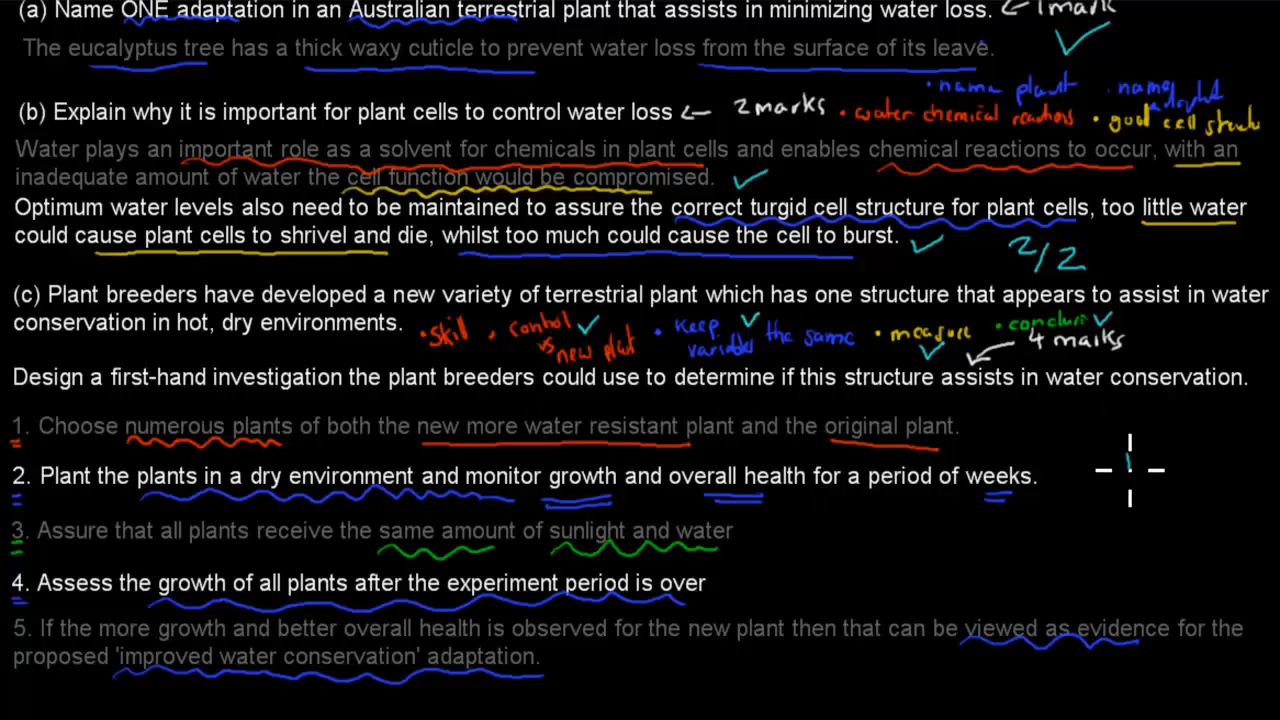 (a) Name ONE adaptation in an Australian terrestrial plant that assists in minimizing water loss. ← 1 mark
The eucalyptus tree has a thick waxy cuticle to prevent water loss from the surface of its leave.
• name plant • name adapt
(b) Explain why it is important for plant cells to control water loss ← 2 marks • water chemical reactions • good cell struct
Water plays an important role as a solvent for chemicals in plant cells and enables chemical reactions to occur, with an
inadequate amount of water the cell function would be compromised.
Optimum water levels also need to be maintained to assure the correct turgid cell structure for plant cells, too little water
could cause plant cells to shrivel and die, whilst too much could cause the cell to burst.
2/2
(c) Plant breeders have developed a new variety of terrestrial plant which has one structure that appears to assist in water
conservation in hot, dry environments.
• skill • control vs new plant • keep variables the same • measure • conclusion
4 marks
Design a first-hand investigation the plant breeders could use to determine if this structure assists in water conservation.
1. Choose numerous plants of both the new more water resistant plant and the original plant.
2. Plant the plants in a dry environment and monitor growth and overall health for a period of weeks.
3. Assure that all plants receive the same amount of sunlight and water
4. Assess the growth of all plants after the experiment period is over
5. If the more growth and better overall health is observed for the new plant then that can be viewed as evidence for the
proposed 'improved water conservation' adaptation.